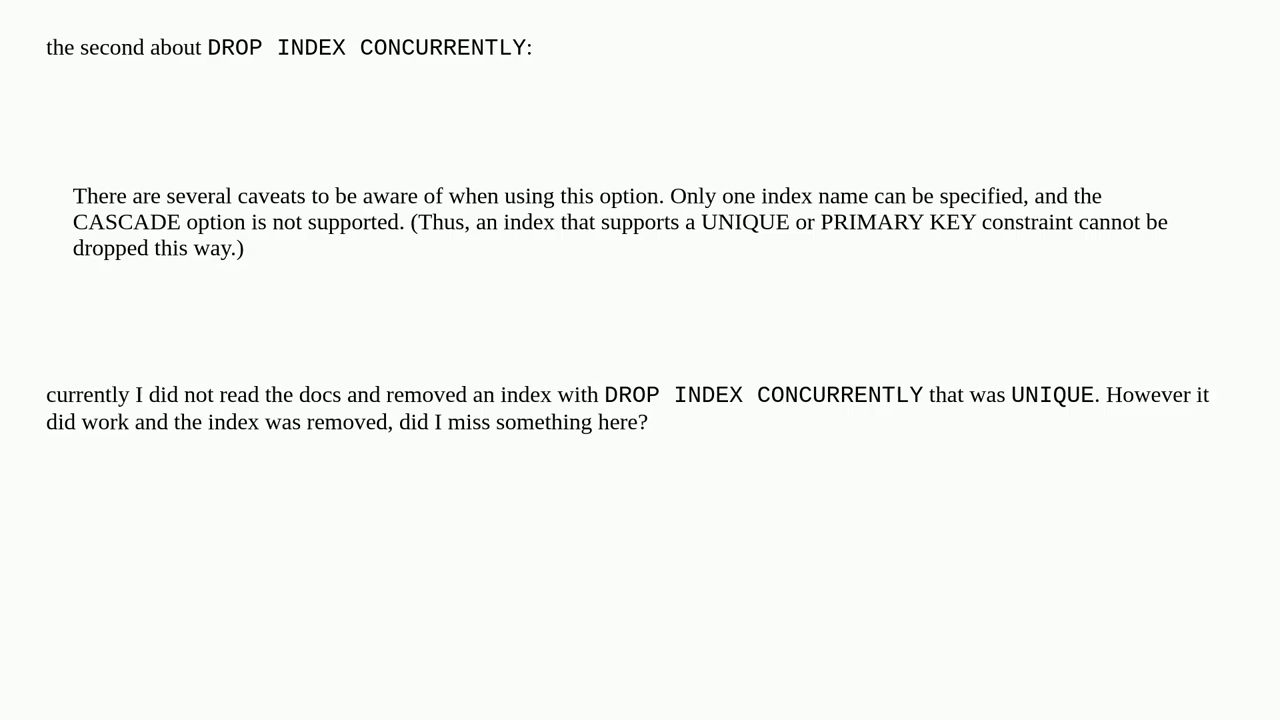 the second about DROP INDEX CONCURRENTLY:
There are several caveats to be aware of when using this option. Only one index name can be specified, and the
CASCADE option is not supported. (Thus, an index that supports a UNIQUE or PRIMARY KEY constraint cannot be
dropped this way.)
currently I did not read the docs and removed an index with DROP INDEX CONCURRENTLY that was UNIQUE. However it
did work and the index was removed, did I miss something here?